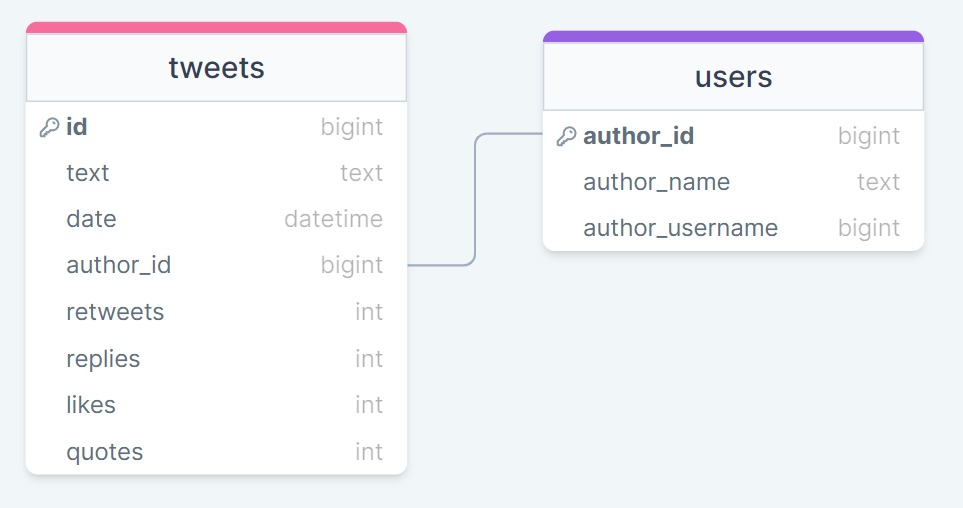 tweets
id bigint
text text
date datetime
author_id bigint
retweets int
replies int
likes int
quotes int
users
author_id bigint
author_name text
author_username bigint